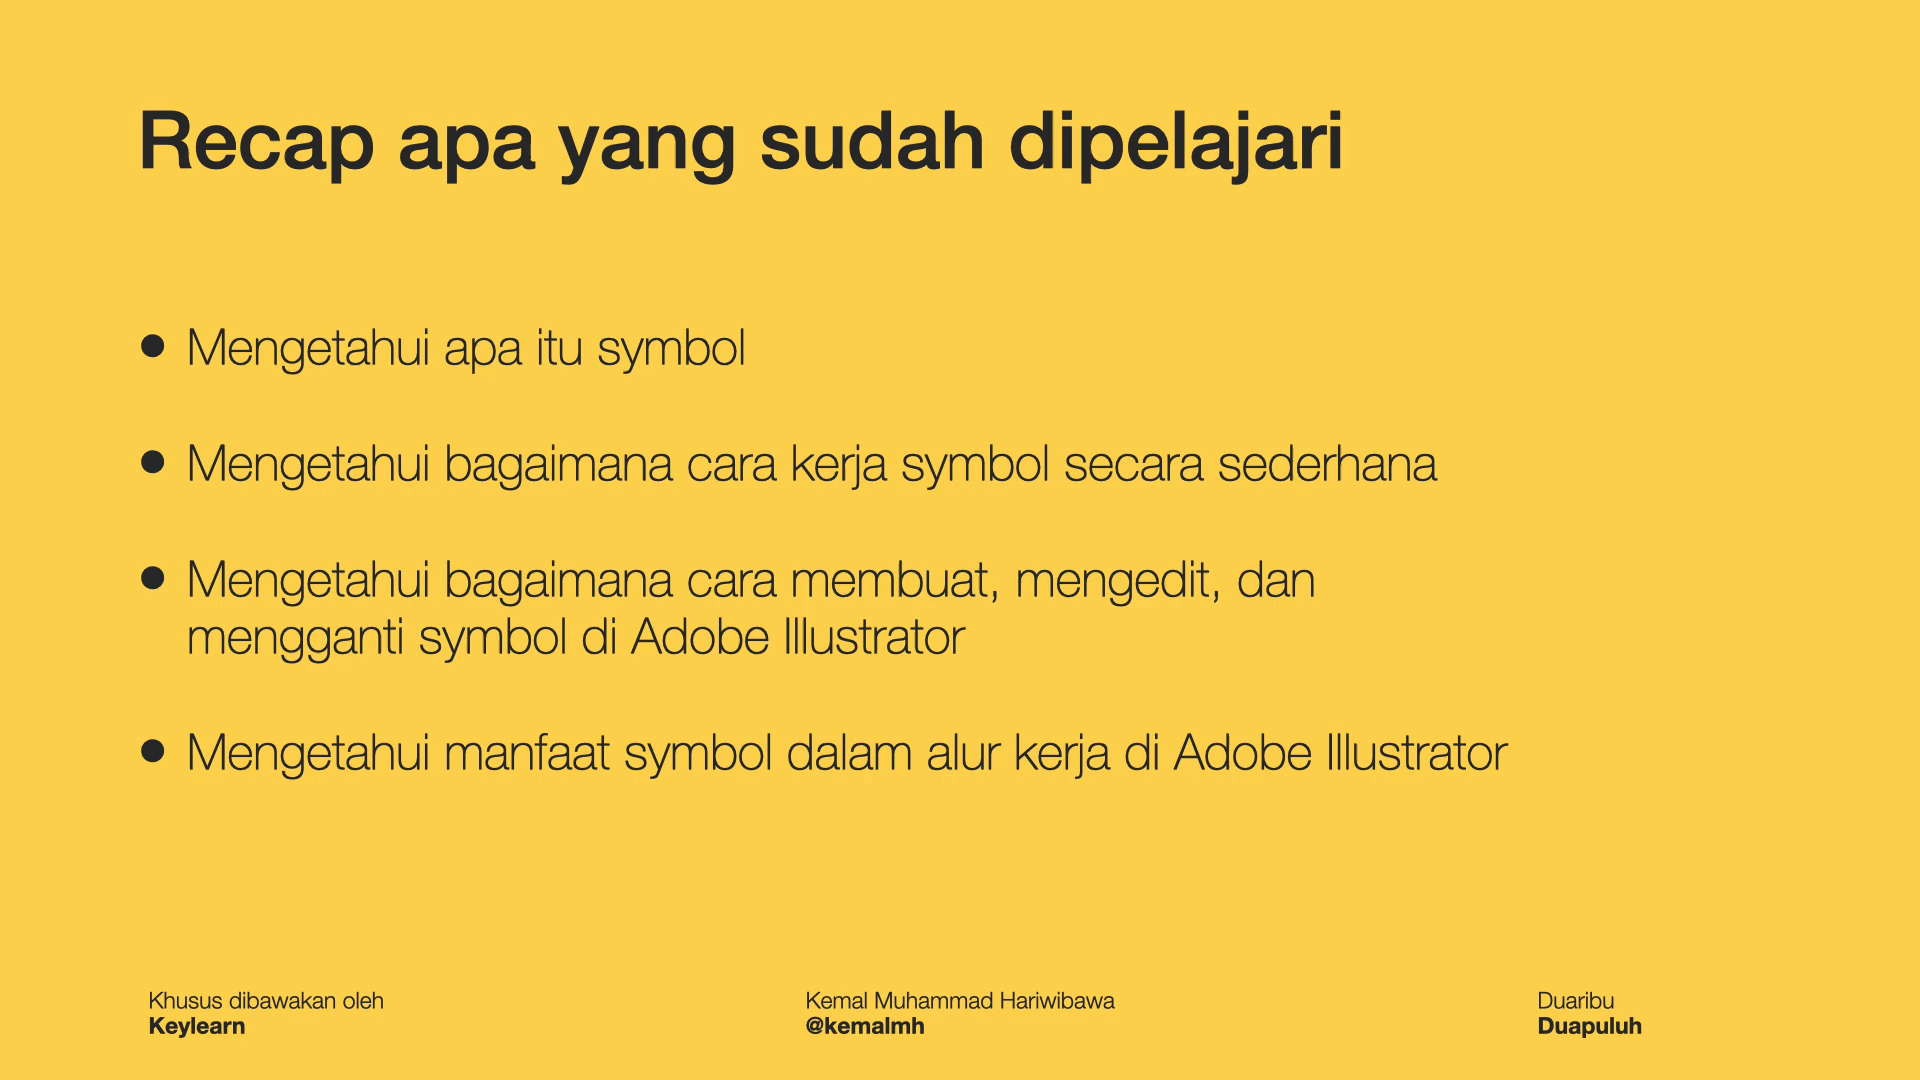 Recap apa yang sudah dipelajari
● Mengetahui apa itu symbol
● Mengetahui bagaimana cara kerja symbol secara sederhana
● Mengetahui bagaimana cara membuat, mengedit, dan
mengganti symbol di Adobe Illustrator
● Mengetahui manfaat symbol dalam alur kerja di Adobe Illustrator
Khusus dibawakan oleh
Keylearn
Kemal Muhammad Hariwibawa
@kemalmh
Duaribu
Duapuluh